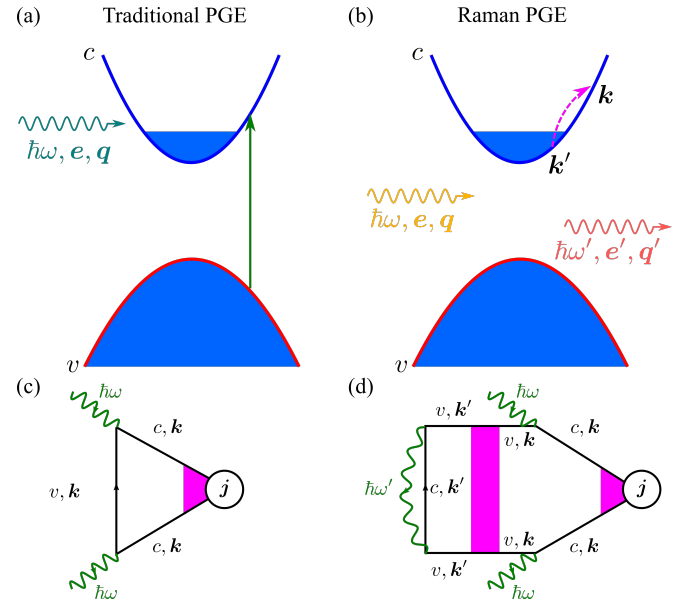 (a) Traditional PGE
(b) Raman PGE
c
ħω, e, q
v
c
k
k′
ħω, e, q
ħω′, e′, q′
v
(c)
ħω
c, k
v, k
j
c, k
ħω
(d)
ħω
v, k′
v, k
c, k
ħω′
c, k′
j
v, k
c, k
v, k′
ħω